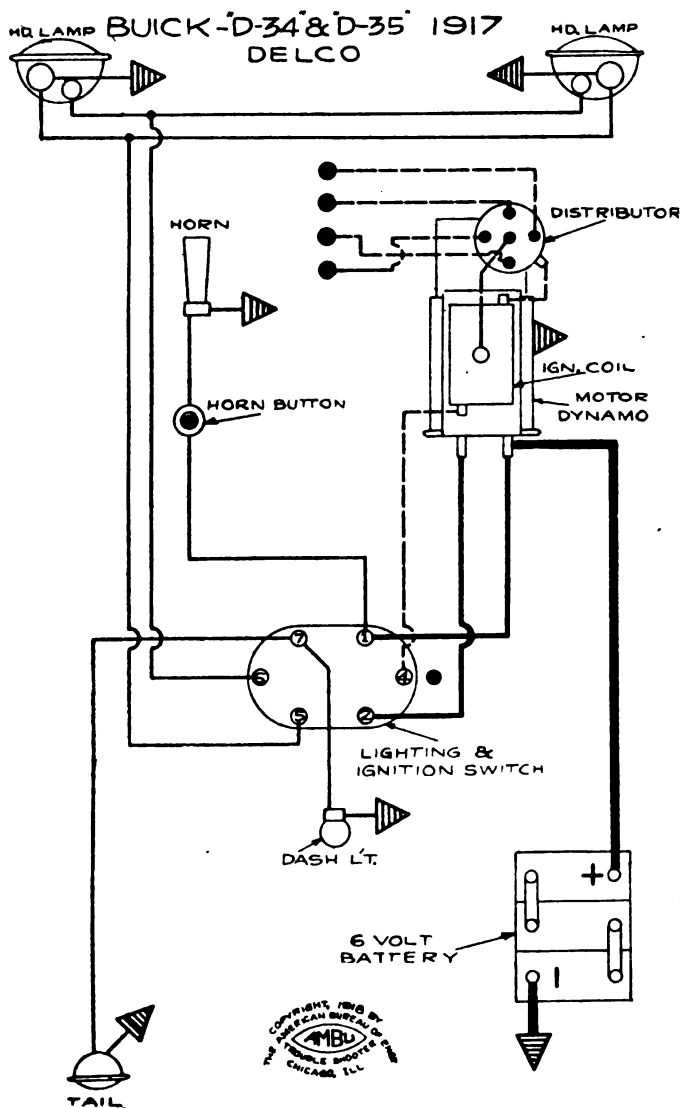 HD. LAMP
BUICK-"D-34"&"D-35" 1917
DELCO
HD. LAMP
HORN
DISTRIBUTOR
IGN. COIL
MOTOR
DYNAMO
HORN BUTTON
7
1
6
4
5
2
LIGHTING &
IGNITION SWITCH
DASH L'T.
+
6 VOLT
BATTERY
-
COPYRIGHT, 1918 BY
THE AMERICAN BUREAU OF ENGR
AMBU
TROUBLE SHOOTER
CHICAGO, ILL
TAIL